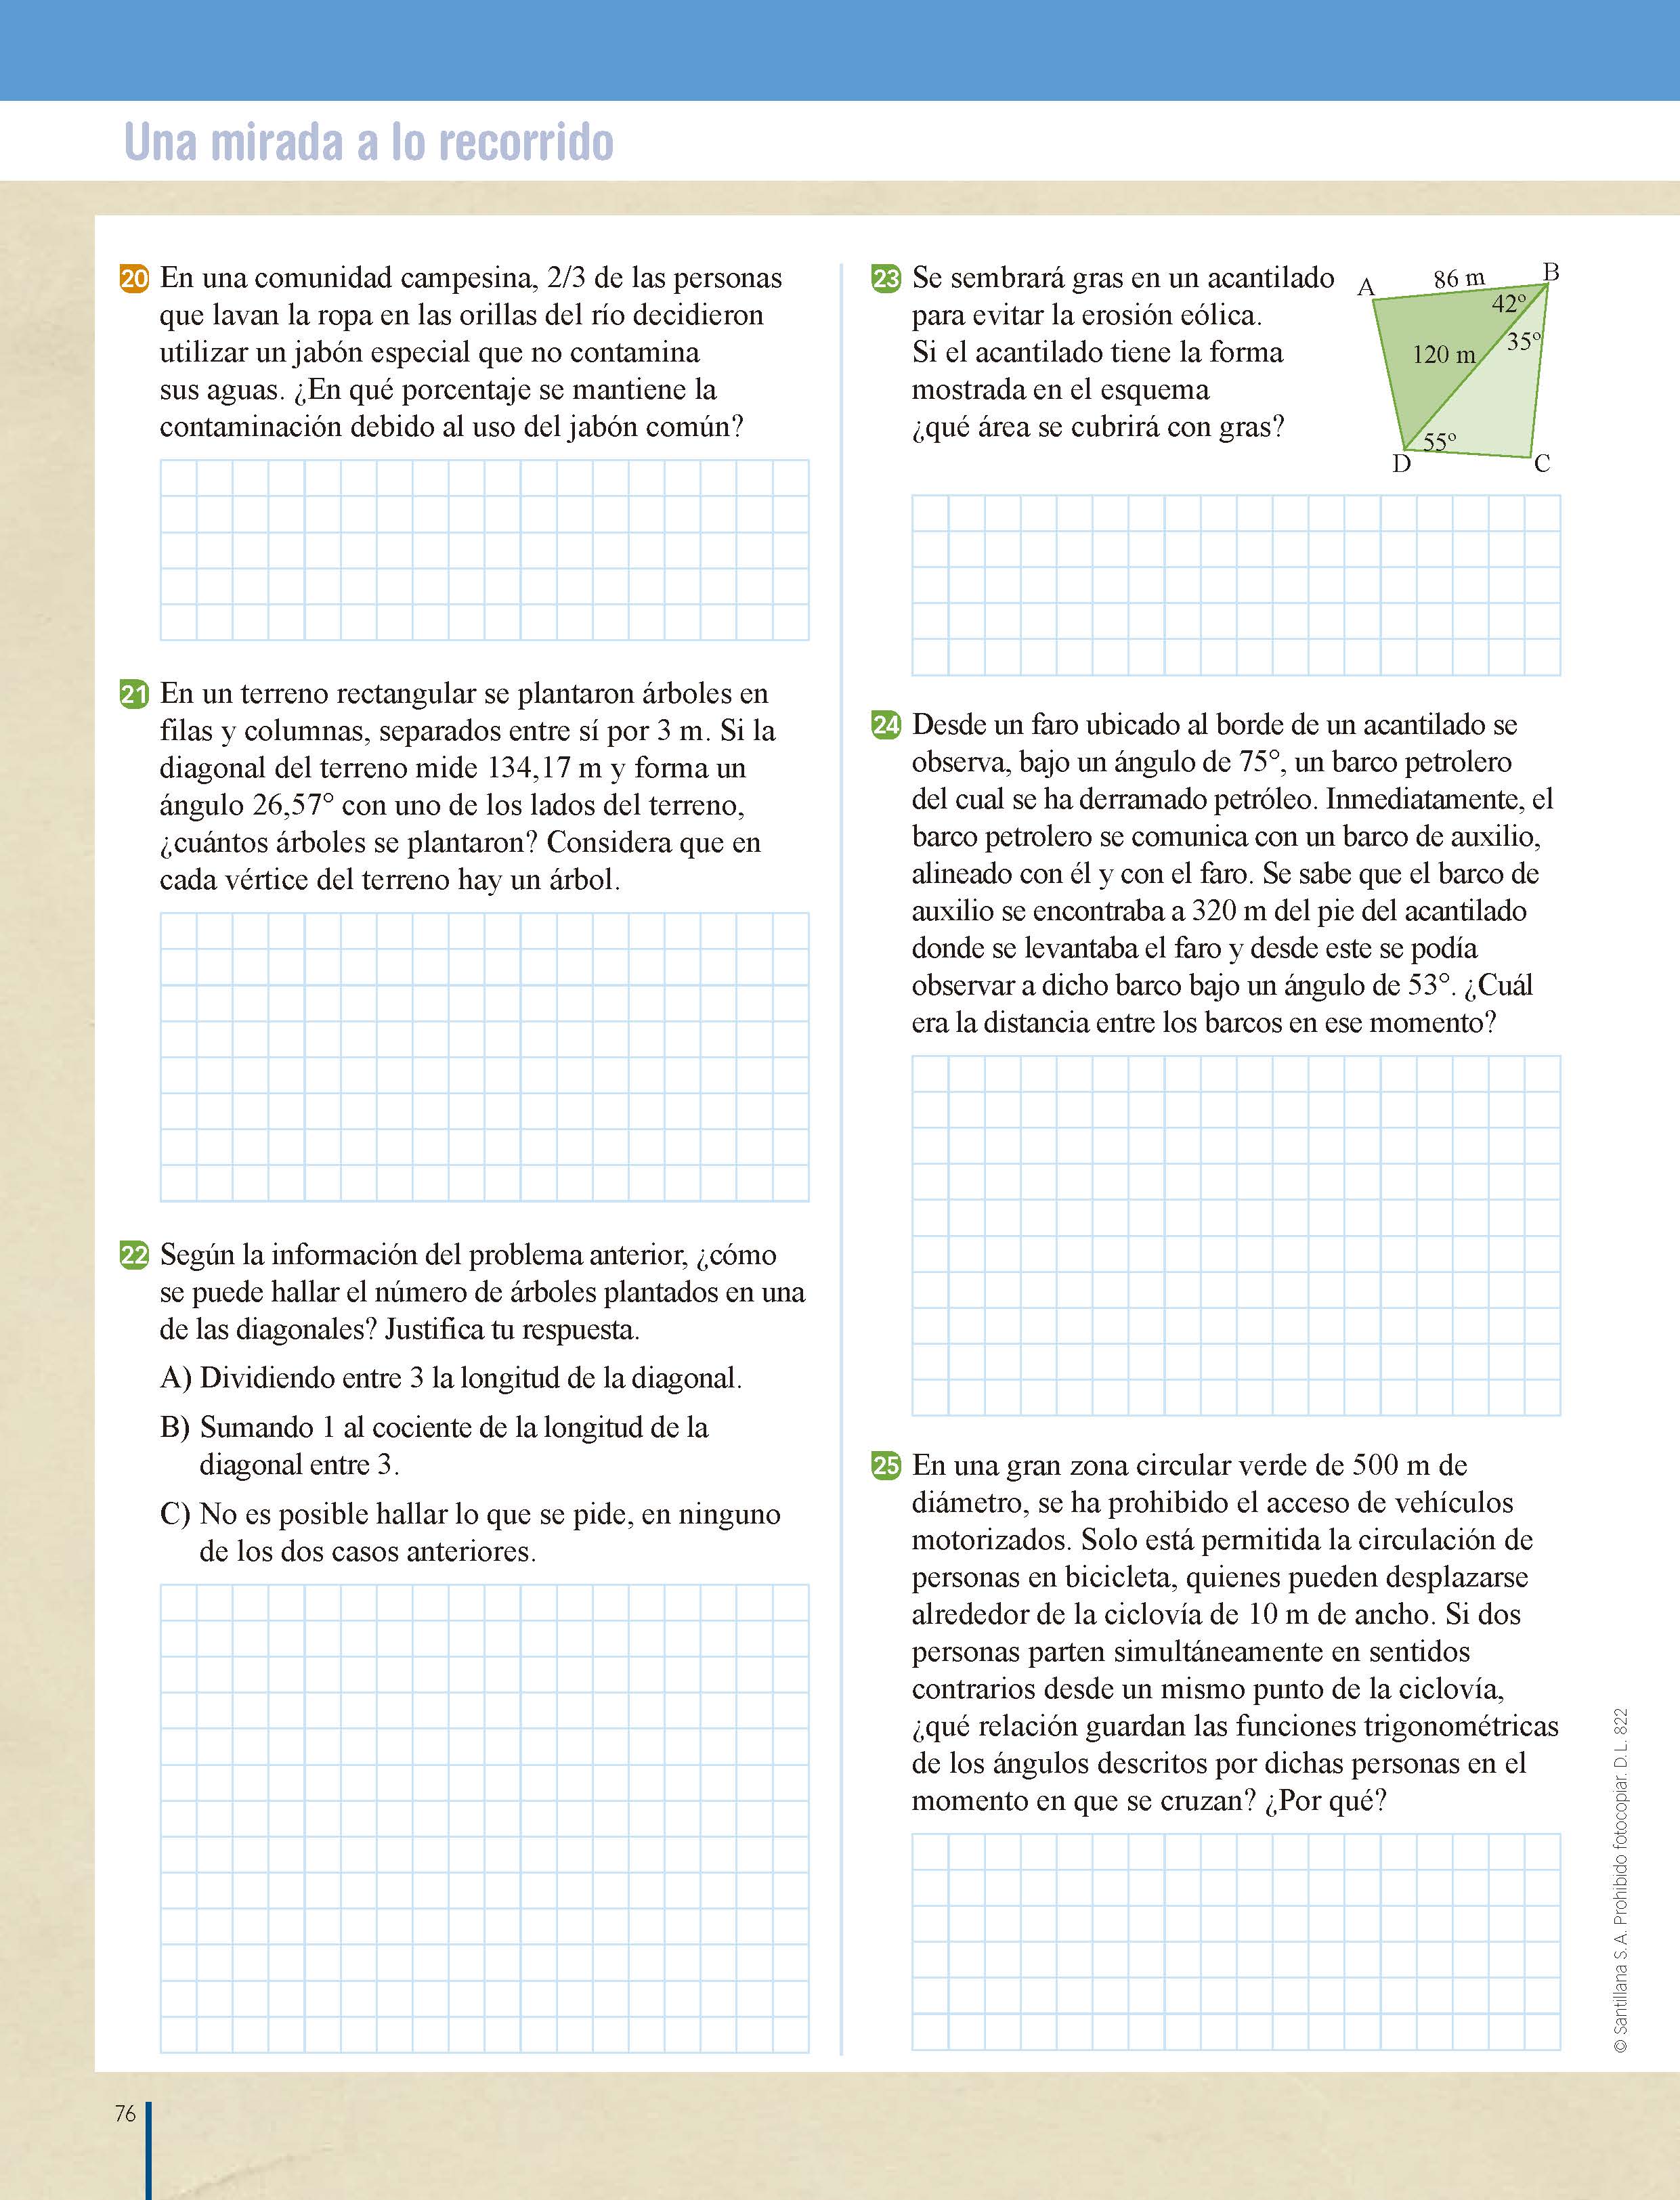 Una mirada a lo recorrido
20 En una comunidad campesina, 2/3 de las personas
que lavan la ropa en las orillas del río decidieron
utilizar un jabón especial que no contamina
sus aguas. ¿En qué porcentaje se mantiene la
contaminación debido al uso del jabón común?
21 En un terreno rectangular se plantaron árboles en
filas y columnas, separados entre sí por 3 m. Si la
diagonal del terreno mide 134,17 m y forma un
ángulo 26,57° con uno de los lados del terreno,
¿cuántos árboles se plantaron? Considera que en
cada vértice del terreno hay un árbol.
22 Según la información del problema anterior, ¿cómo
se puede hallar el número de árboles plantados en una
de las diagonales? Justifica tu respuesta.
A) Dividiendo entre 3 la longitud de la diagonal.
B) Sumando 1 al cociente de la longitud de la
diagonal entre 3.
C) No es posible hallar lo que se pide, en ninguno
de los dos casos anteriores.
23 Se sembrará gras en un acantilado
para evitar la erosión eólica.
Si el acantilado tiene la forma
mostrada en el esquema
¿qué área se cubrirá con gras?
A
86 m
B
42º
35º
120 m
55º
D
C
24 Desde un faro ubicado al borde de un acantilado se
observa, bajo un ángulo de 75°, un barco petrolero
del cual se ha derramado petróleo. Inmediatamente, el
barco petrolero se comunica con un barco de auxilio,
alineado con él y con el faro. Se sabe que el barco de
auxilio se encontraba a 320 m del pie del acantilado
donde se levantaba el faro y desde este se podía
observar a dicho barco bajo un ángulo de 53°. ¿Cuál
era la distancia entre los barcos en ese momento?
25 En una gran zona circular verde de 500 m de
diámetro, se ha prohibido el acceso de vehículos
motorizados. Solo está permitida la circulación de
personas en bicicleta, quienes pueden desplazarse
alrededor de la ciclovía de 10 m de ancho. Si dos
personas parten simultáneamente en sentidos
contrarios desde un mismo punto de la ciclovía,
¿qué relación guardan las funciones trigonométricas
de los ángulos descritos por dichas personas en el
momento en que se cruzan? ¿Por qué?
© Santillana S. A. Prohibido fotocopiar. D. L. 822
76